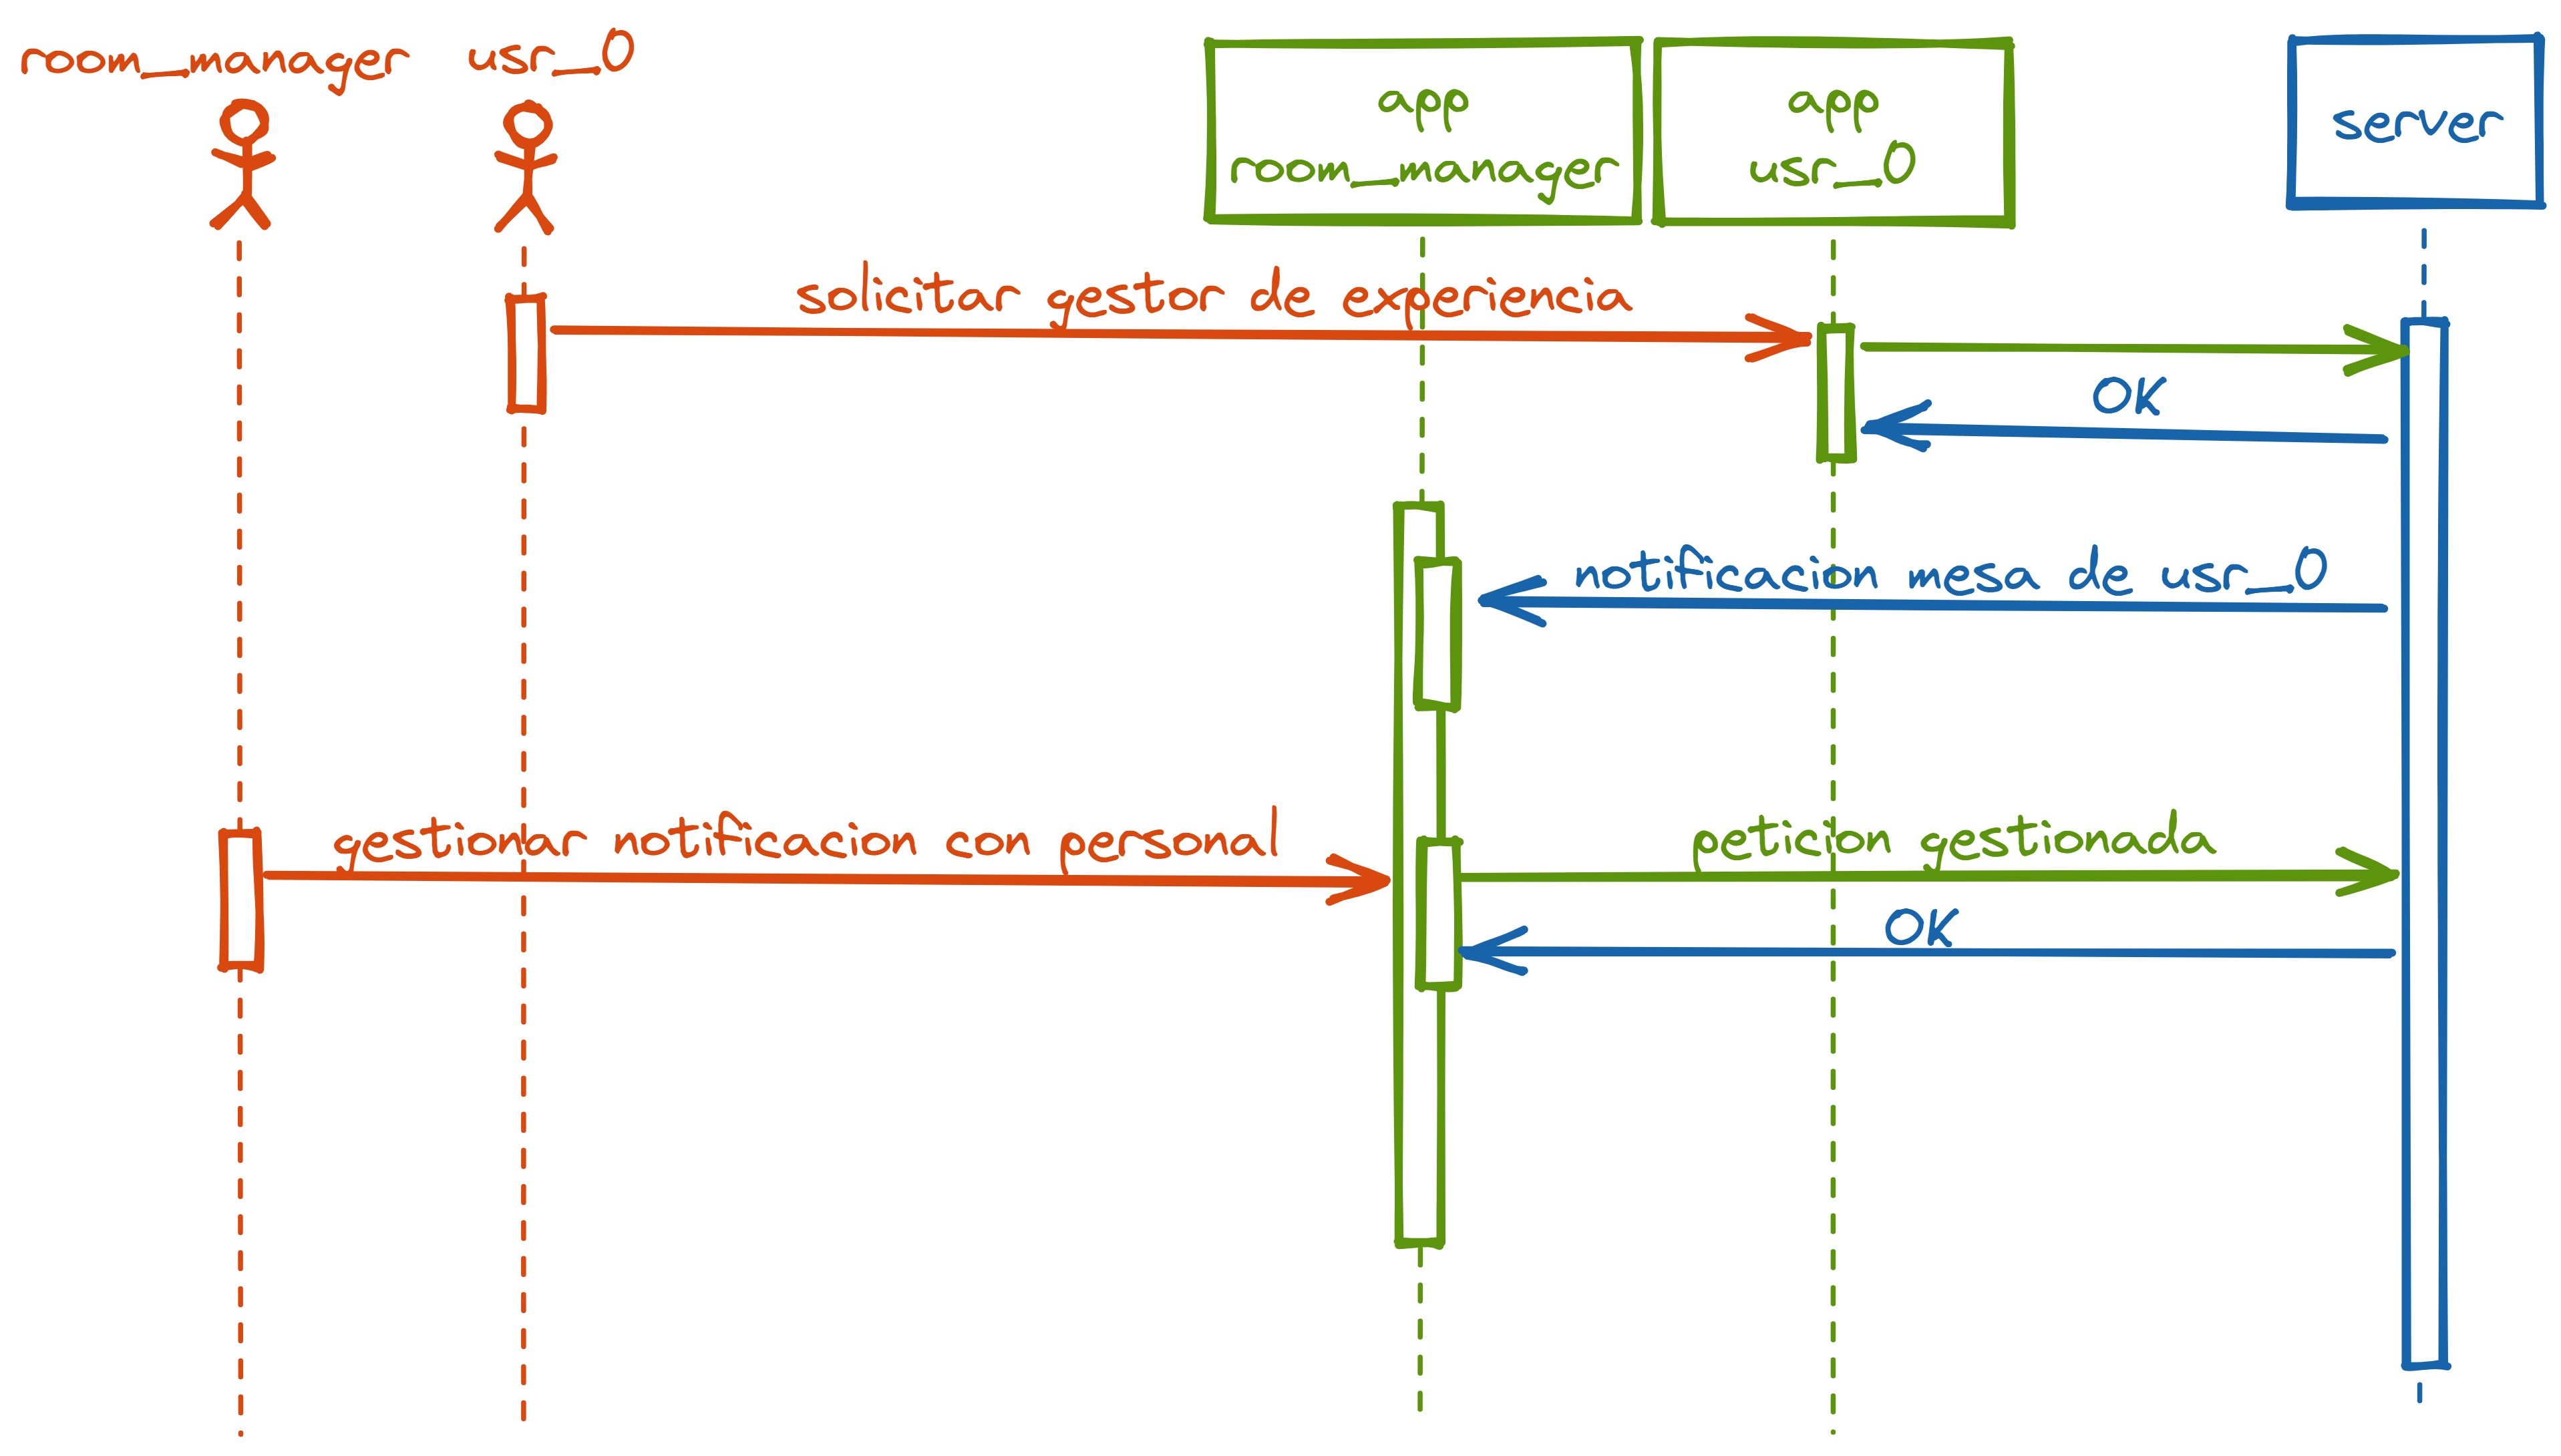 room_manager
usr_0
app
room_manager
app
usr_0
server
solicitar gestor de experiencia
OK
notificacion mesa de usr_0
gestionar notificacion con personal
peticion gestionada
OK